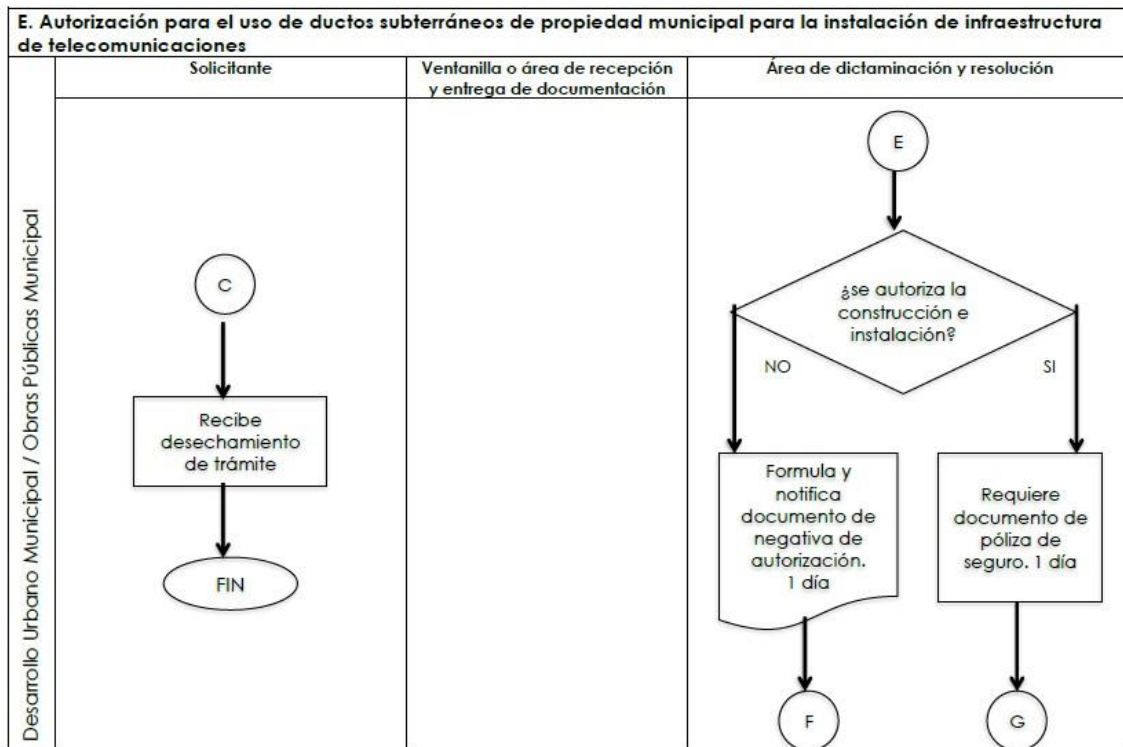 E. Autorización para el uso de ductos subterráneos de propiedad municipal para la instalación de infraestructura
de telecomunicaciones
Solicitante
Ventanilla o área de recepción
y entrega de documentación
Área de dictaminación y resolución
Desarrollo Urbano Municipal / Obras Públicas Municipal
C
Recibe
desechamiento
de trámite
FIN
E
¿se autoriza la
construcción e
instalación?
NO
SI
Formula y
notifica
documento de
negativa de
autorización.
1 día
Requiere
documento de
póliza de
seguro. 1 día
F
G